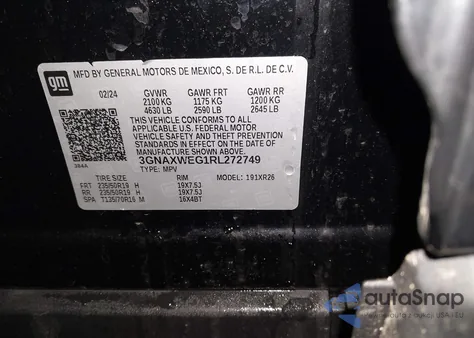 gm
MFD BY GENERAL MOTORS DE MEXICO, S. DE R.L. DE C.V.
02/24 GVWR GAWR FRT GAWR RR
2100 KG 1175 KG 1200 KG
4630 LB 2590 LB 2645 LB
THIS VEHICLE CONFORMS TO ALL
APPLICABLE U.S. FEDERAL MOTOR
VEHICLE SAFETY AND THEFT PREVENTION
STANDARDS IN EFFECT ON THE DATE OF
MANUFACTURE SHOWN ABOVE.
3GNAXWEG1RL272749
384A TYPE: MPV MODEL: 191XR26
TIRE SIZE RIM
FRT 235/50R19 H 19X7.5J
RR 235/50R19 H 19X7.5J
SPA T135/70R16 M 16X4BT
autaSnap